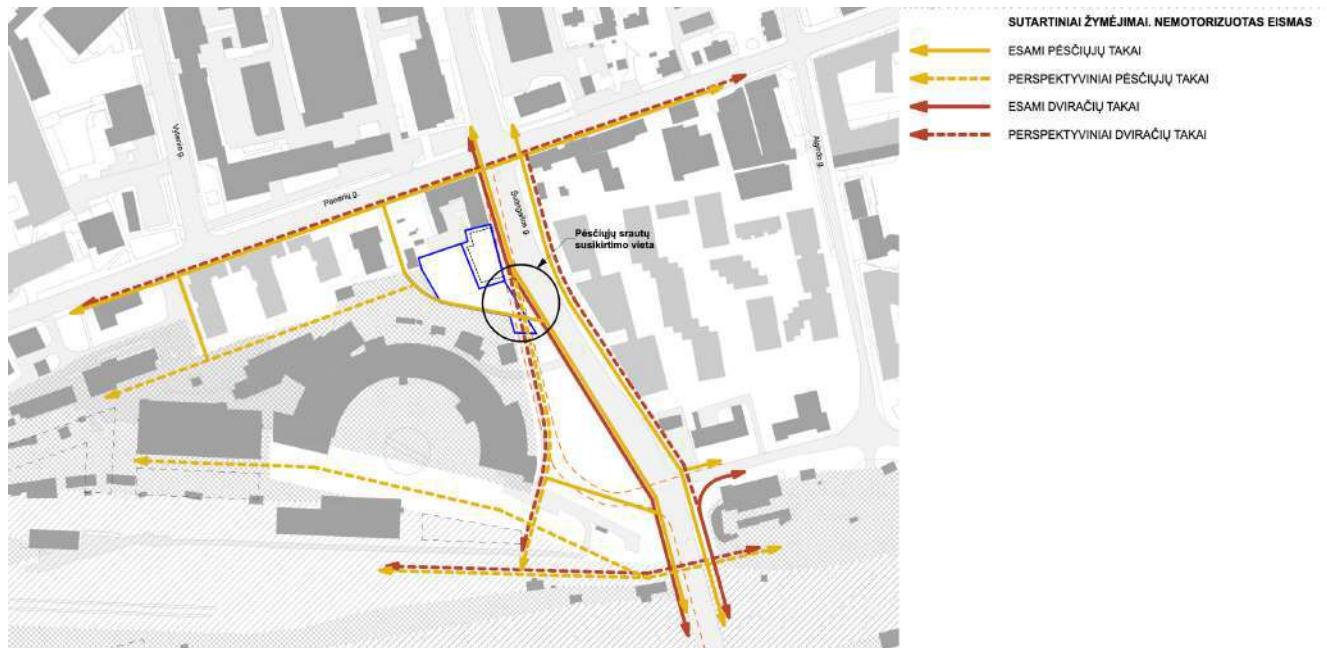 SUTARTINIAI ŽYMĖJIMAI. NEMOTORIZUOTAS EISMAS
ESAMI PĖSČIŲJŲ TAKAI
PERSPEKTYVINIAI PĖSČIŲJŲ TAKAI
ESAMI DVIRAČIŲ TAKAI
PERSPEKTYVINIAI DVIRAČIŲ TAKAI
Vytenio g.
Algirdo g.
Panerių g.
Švitrigailos g.
Pėsčiųjų srautų
susikirtimo vieta